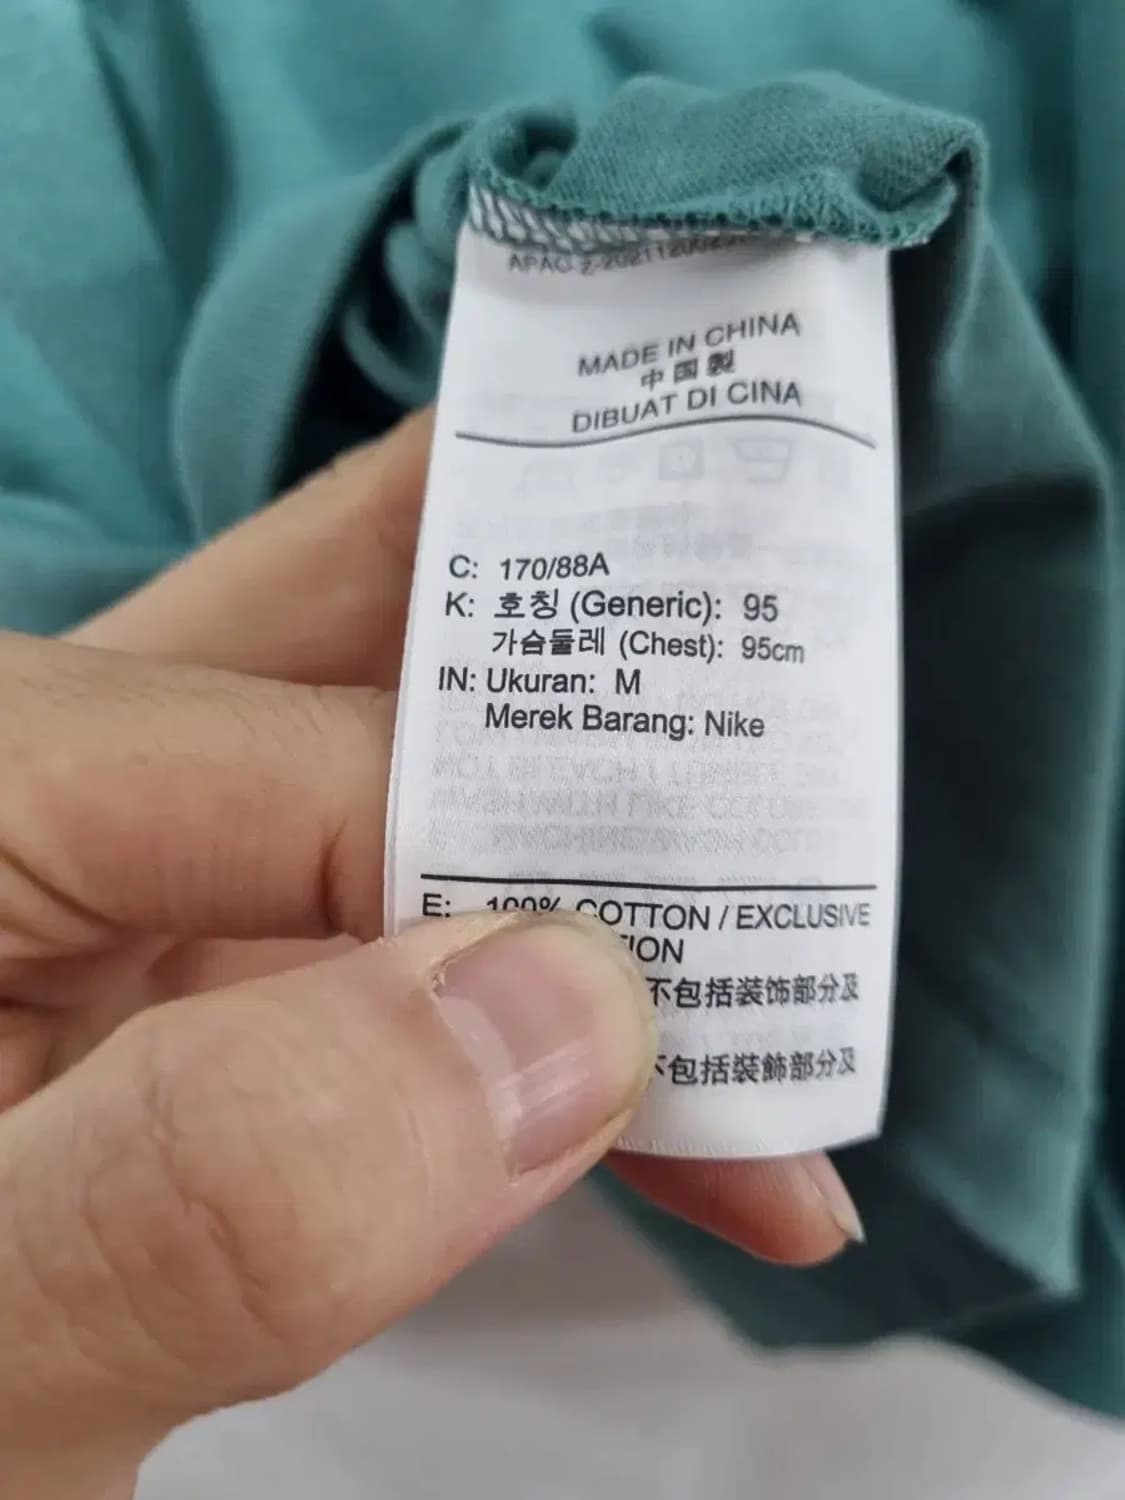 APAC
MADE IN CHINA
中国製
DIBUAT DI CINA
C: 170/88A
K: 호칭 (Generic): 95
가슴둘레 (Chest): 95cm
IN: Ukuran: M
Merek Barang: Nike
E: 100% COTTON / EXCLUSIVE
不包括装饰部分及
包括裝飾部分及